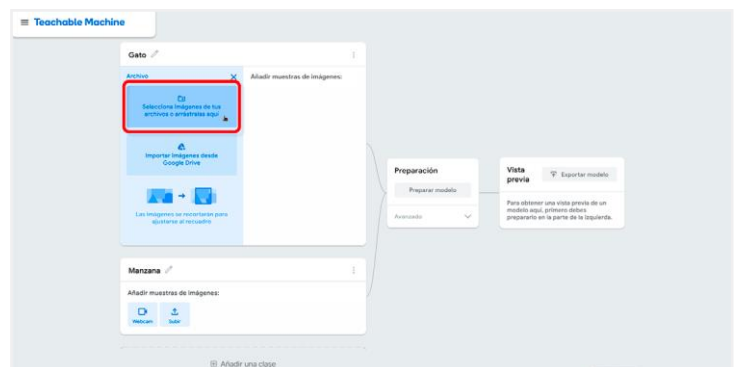 Teachable Machine
Gato
Archivo
Añadir muestras de imágenes:
Selecciona imágenes de tus
archivos o arrástralas aquí
Importar imágenes desde
Google Drive
Las imágenes se recortarán para
ajustarse al recuadro
Manzana
Añadir muestras de imágenes:
Webcam
Subir
Añadir una clase
Preparación
Preparar modelo
Avanzado
Vista
previa
Exportar modelo
Para obtener una vista previa de un
modelo aquí, primero debes
prepararlo en la parte de la izquierda.